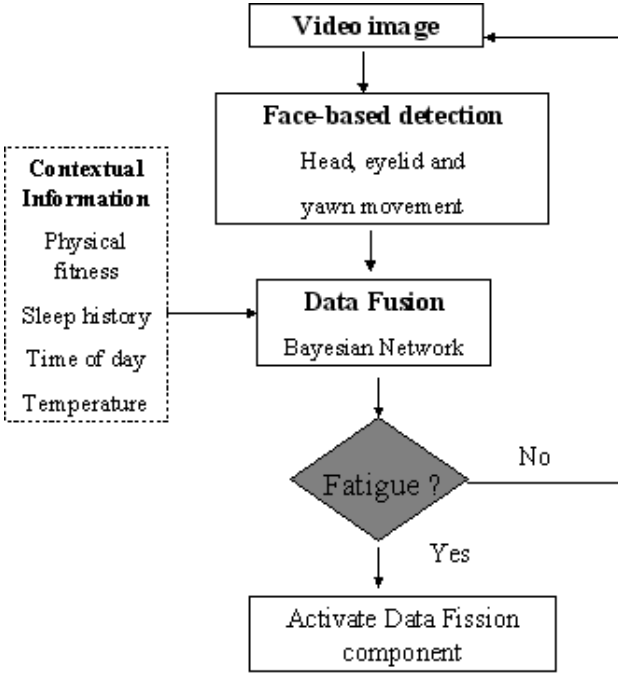 Video image
Face-based detection
Head, eyelid and
yawn movement
Contextual
Information
Physical
fitness
Sleep history
Time of day
Temperature
Data Fusion
Bayesian Network
Fatigue ?
No
Yes
Activate Data Fission
component